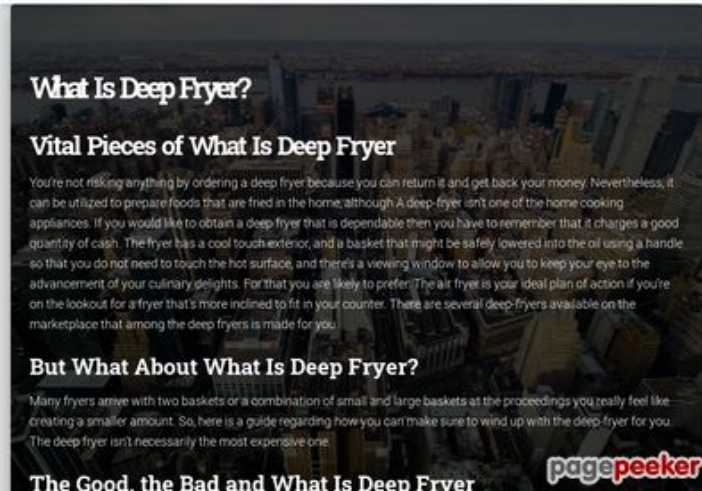 What Is Deep Fryer?
Vital Pieces of What Is Deep Fryer
You're not risking anything by ordering a deep fryer because you can return it and get back your money. Nevertheless, it
can be utilized to prepare foods that are fried in the home, although A deep-fryer isn't one of the home cooking
appliances. If you would like to obtain a deep fryer that is dependable then you have to remember that it charges a good
quantity of cash. The fryer has a cool touch exterior, and a basket that might be safely lowered into the oil using a handle
so that you do not need to touch the hot surface, and there's a viewing window to allow you to keep your eye to the
advancement of your culinary delights. For that you are likely to prefer. The air fryer is your ideal plan of action if you're
on the lookout for a fryer that's more inclined to fit in your counter. There are several deep-fryers available on the
marketplace that among the deep fryers is made for you.
But What About What Is Deep Fryer?
Many fryers arrive with two baskets or a combination of small and large baskets at the proceedings you really feel like
creating a smaller amount. So, here is a guide regarding how you can make sure to wind up with the deep-fryer for you.
The deep fryer isn't necessarily the most expensive one.
The Good, the Bad and What Is Deep Fryer
pagepeeker